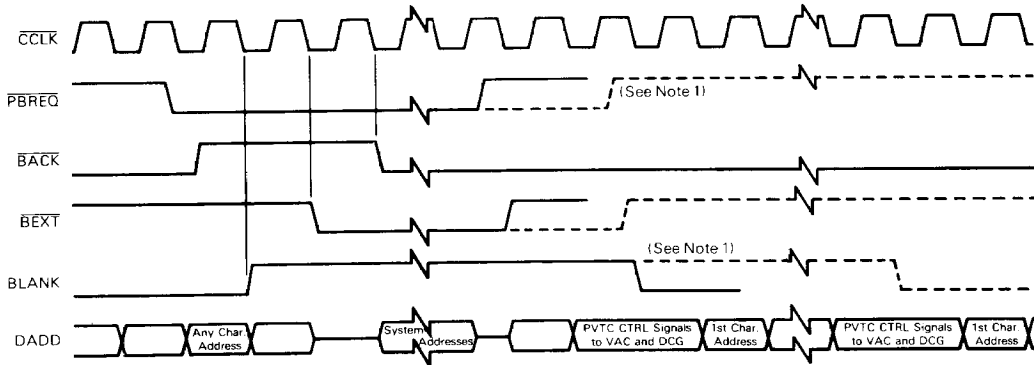 CCLK
PBREQ
(See Note 1)
BACK
BEXT
(See Note 1)
BLANK
DADD
Any Char.
Address
System
Addresses
PVTC CTRL Signals
to VAC and DCG
1st Char.
Address
PVTC CTRL Signals
to VAC and DCG
1st Char.
Address